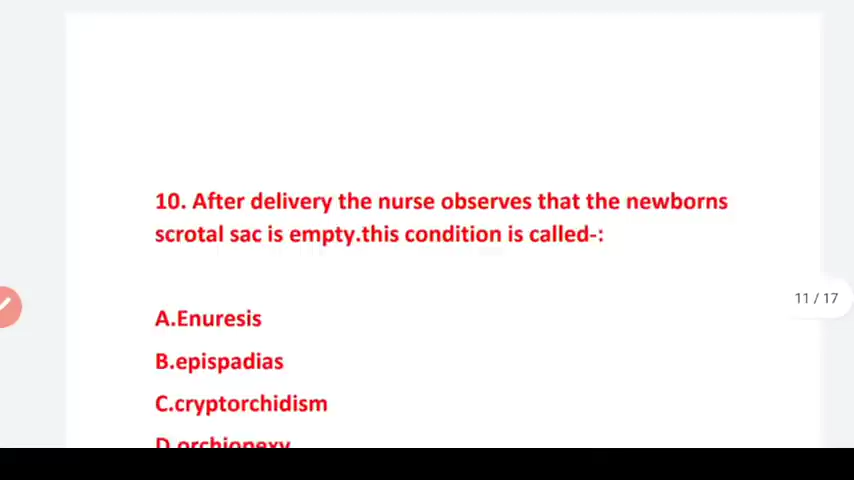 10. After delivery the nurse observes that the newborns
scrotal sac is empty.this condition is called-:
11 / 17
A.Enuresis
B.epispadias
C.cryptorchidism
D.orchiopexy